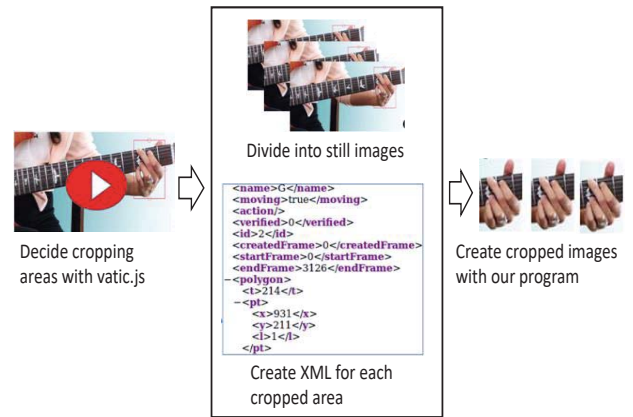 Decide cropping
areas with vatic.js
Divide into still images
<name>G</name>
<moving>true</moving>
<action/>
<verified>0</verified>
<id>2</id>
<createdFrame>0</createdFrame>
<startFrame>0</startFrame>
<endFrame>3126</endFrame>
−<polygon>
<t>214</t>
−<pt>
<x>931</x>
<y>211</y>
<l>1</l>
</pt>
Create XML for each
cropped area
Create cropped images
with our program